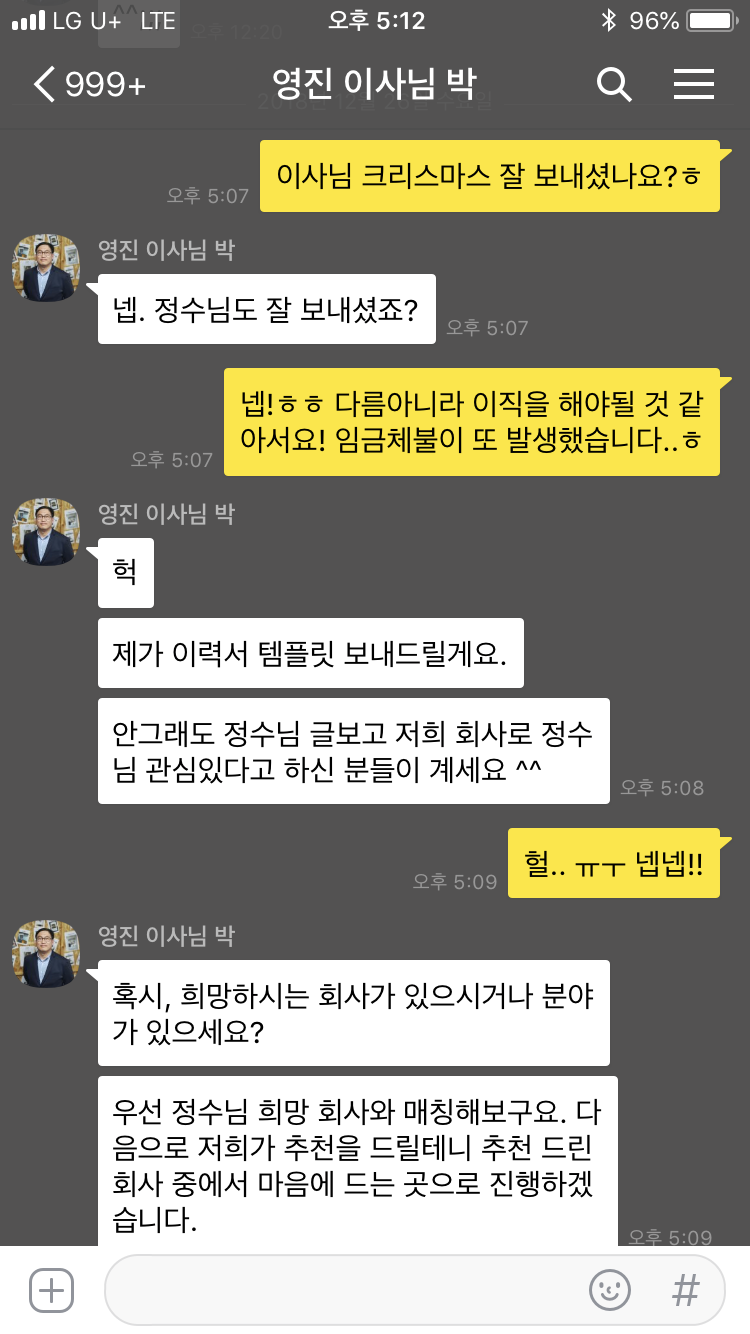 LG U+ LTE 오후 5:12 96%
^^
오후 12:20
999+ 영진 이사님 박
2018년 12월 26일 수요일
이사님 크리스마스 잘 보내셨나요?ㅎ
오후 5:07
영진 이사님 박
넵. 정수님도 잘 보내셨죠?
오후 5:07
넵!ㅎㅎ 다름아니라 이직을 해야될 것 같
아서요! 임금체불이 또 발생했습니다..ㅎ
오후 5:07
영진 이사님 박
헉
제가 이력서 템플릿 보내드릴게요.
안그래도 정수님 글보고 저희 회사로 정수
님 관심있다고 하신 분들이 계세요 ^^
오후 5:08
헐.. ㅠㅜ 넵넵!!
오후 5:09
영진 이사님 박
혹시, 희망하시는 회사가 있으시거나 분야
가 있으세요?
우선 정수님 희망 회사와 매칭해보구요. 다
음으로 저희가 추천을 드릴테니 추천 드린
회사 중에서 마음에 드는 곳으로 진행하겠
습니다.
오후 5:09
#